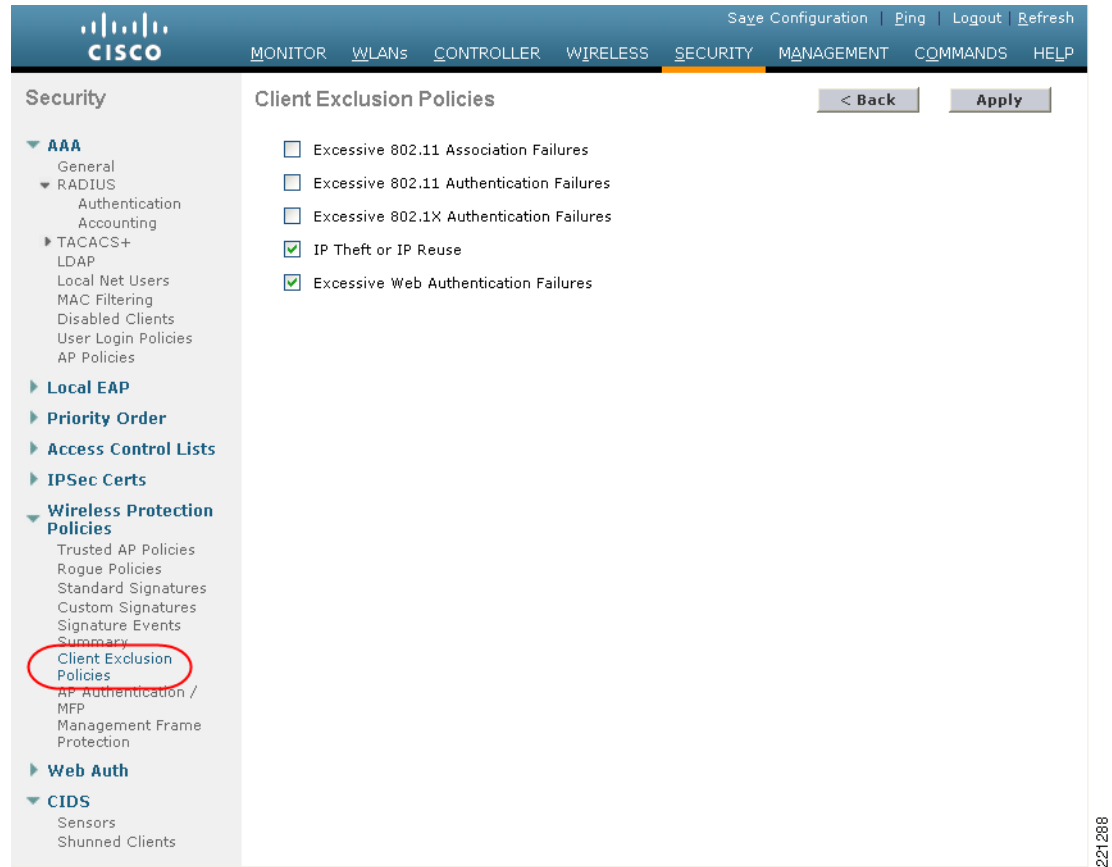 Save Configuration | Ping | Logout | Refresh
CISCO
MONITOR WLANs CONTROLLER WIRELESS SECURITY MANAGEMENT COMMANDS HELP
Security
AAA
General
RADIUS
Authentication
Accounting
TACACS+
LDAP
Local Net Users
MAC Filtering
Disabled Clients
User Login Policies
AP Policies
Local EAP
Priority Order
Access Control Lists
IPSec Certs
Wireless Protection
Policies
Trusted AP Policies
Rogue Policies
Standard Signatures
Custom Signatures
Signature Events
Summary
Client Exclusion
Policies
AP Authentication /
MFP
Management Frame
Protection
Web Auth
CIDS
Sensors
Shunned Clients
Client Exclusion Policies
< Back
Apply
Excessive 802.11 Association Failures
Excessive 802.11 Authentication Failures
Excessive 802.1X Authentication Failures
IP Theft or IP Reuse
Excessive Web Authentication Failures
221288